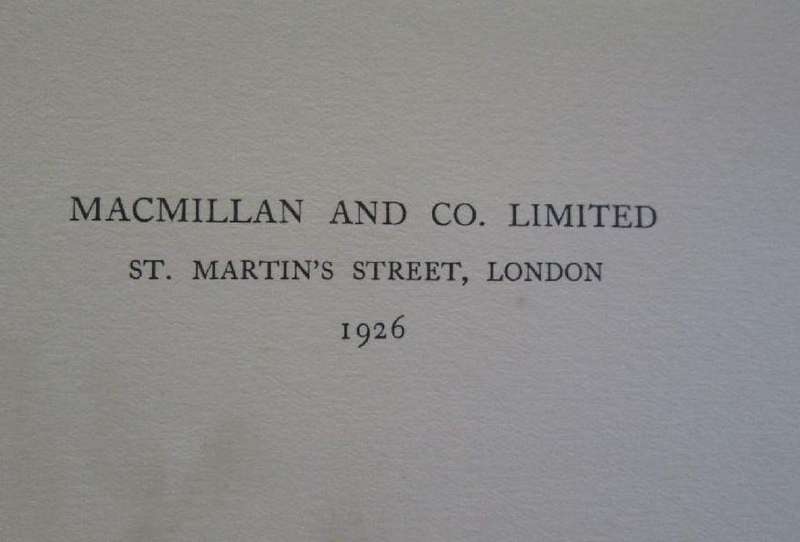 MACMILLAN AND CO. LIMITED
ST. MARTIN'S STREET, LONDON
1926